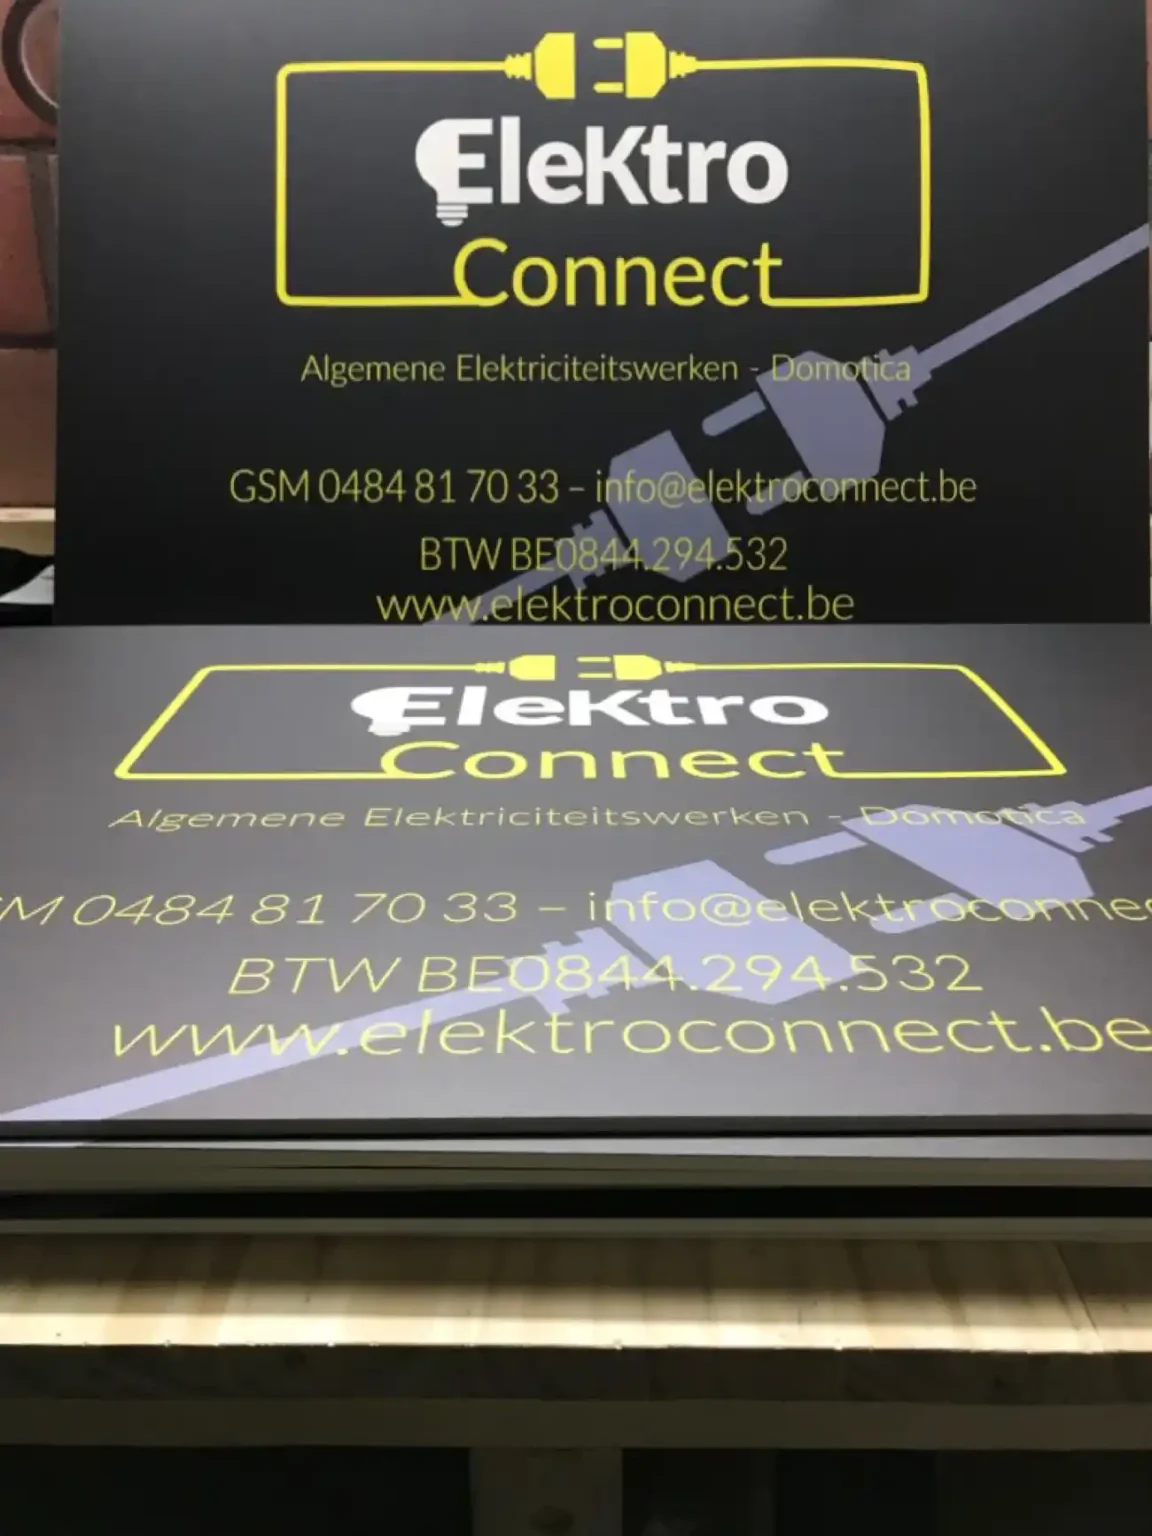 EleKtro
Connect
Algemene Elektriciteitswerken - Domotica
GSM 0484 81 70 33 – info@elektroconnect.be
BTW BE0844.294.532
www.elektroconnect.be
EleKtro
Connect
Algemene Elektriciteitswerken - Domotica
M 0484 81 70 33 – info@elektroconnec
BTW BE0844.294.532
www.elektroconnect.be